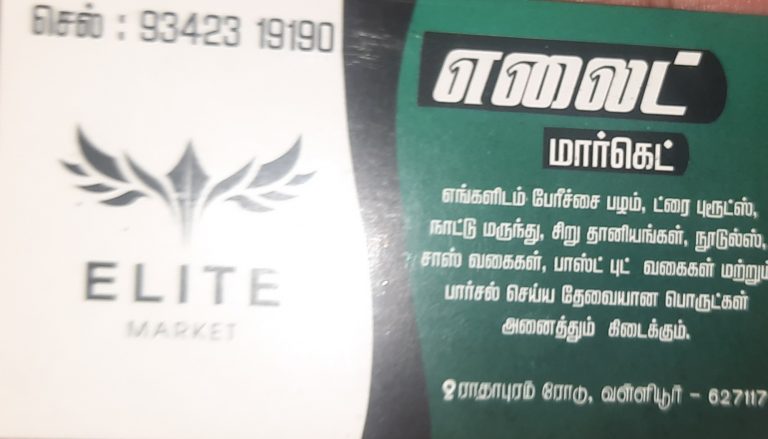 செல் : 93423 19190
ELITE
MARKET
எலைட்
மார்கெட்
எங்களிடம் பேரீச்சை பழம், ட்ரை புரூட்ஸ்,
நாட்டு மருந்து, சிறு தானியங்கள், நூடுல்ஸ்,
சாஸ் வகைகள், பாஸ்ட் புட் வகைகள் மற்றும்
பார்சல் செய்ய தேவையான பொருட்கள்
அனைத்தும் கிடைக்கும்.
ராதாபுரம் ரோடு, வள்ளியூர் - 627117